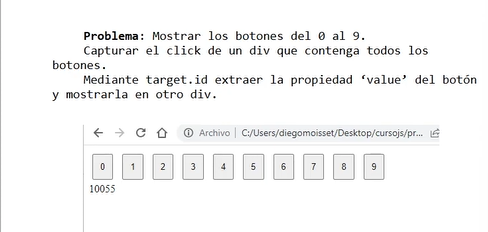 Problema: Mostrar los botones del 0 al 9.
Capturar el click de un div que contenga todos los
botones.
Mediante target.id extraer la propiedad ‘value’ del botón
y mostrarla en otro div.
Archivo | C:/Users/diegomoisset/Desktop/cursojs/pr...
0 1 2 3 4 5 6 7 8 9
10055